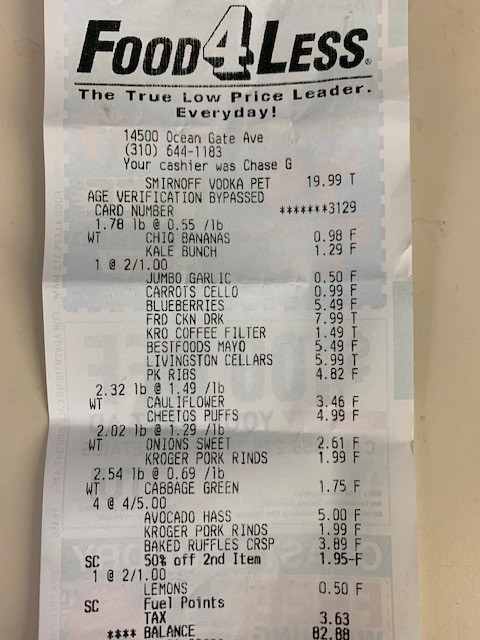 FOOD 4 LESS®
The True Low Price Leader.
Everyday!
14500 Ocean Gate Ave
(310) 644-1183
Your cashier was Chase G
SMIRNOFF VODKA PET 19.99 T
AGE VERIFICATION BYPASSED
CARD NUMBER *******3129
1.78 lb @ 0.55 /lb
WT CHIQ BANANAS 0.98 F
KALE BUNCH 1.29 F
1 @ 2/1.00
JUMBO GARLIC 0.50 F
CARROTS CELLO 0.99 F
BLUEBERRIES 5.49 F
FRD CKN DRK 7.99 T
KRO COFFEE FILTER 1.49 T
BESTFOODS MAYO 5.49 F
LIVINGSTON CELLARS 5.99 T
PK RIBS 4.82 F
2.32 lb @ 1.49 /lb
WT CAULIFLOWER 3.46 F
CHEETOS PUFFS 4.99 F
2.02 lb @ 1.29 /lb
WT ONIONS SWEET 2.61 F
KROGER PORK RINDS 1.99 F
2.54 lb @ 0.69 /lb
WT CABBAGE GREEN 1.75 F
4 @ 4/5.00
AVOCADO HASS 5.00 F
KROGER PORK RINDS 1.99 F
BAKED RUFFLES CRSP 3.89 F
SC 50% off 2nd Item 1.95-F
1 @ 2/1.00
LEMONS 0.50 F
SC Fuel Points
TAX 3.63
**** BALANCE 82.88